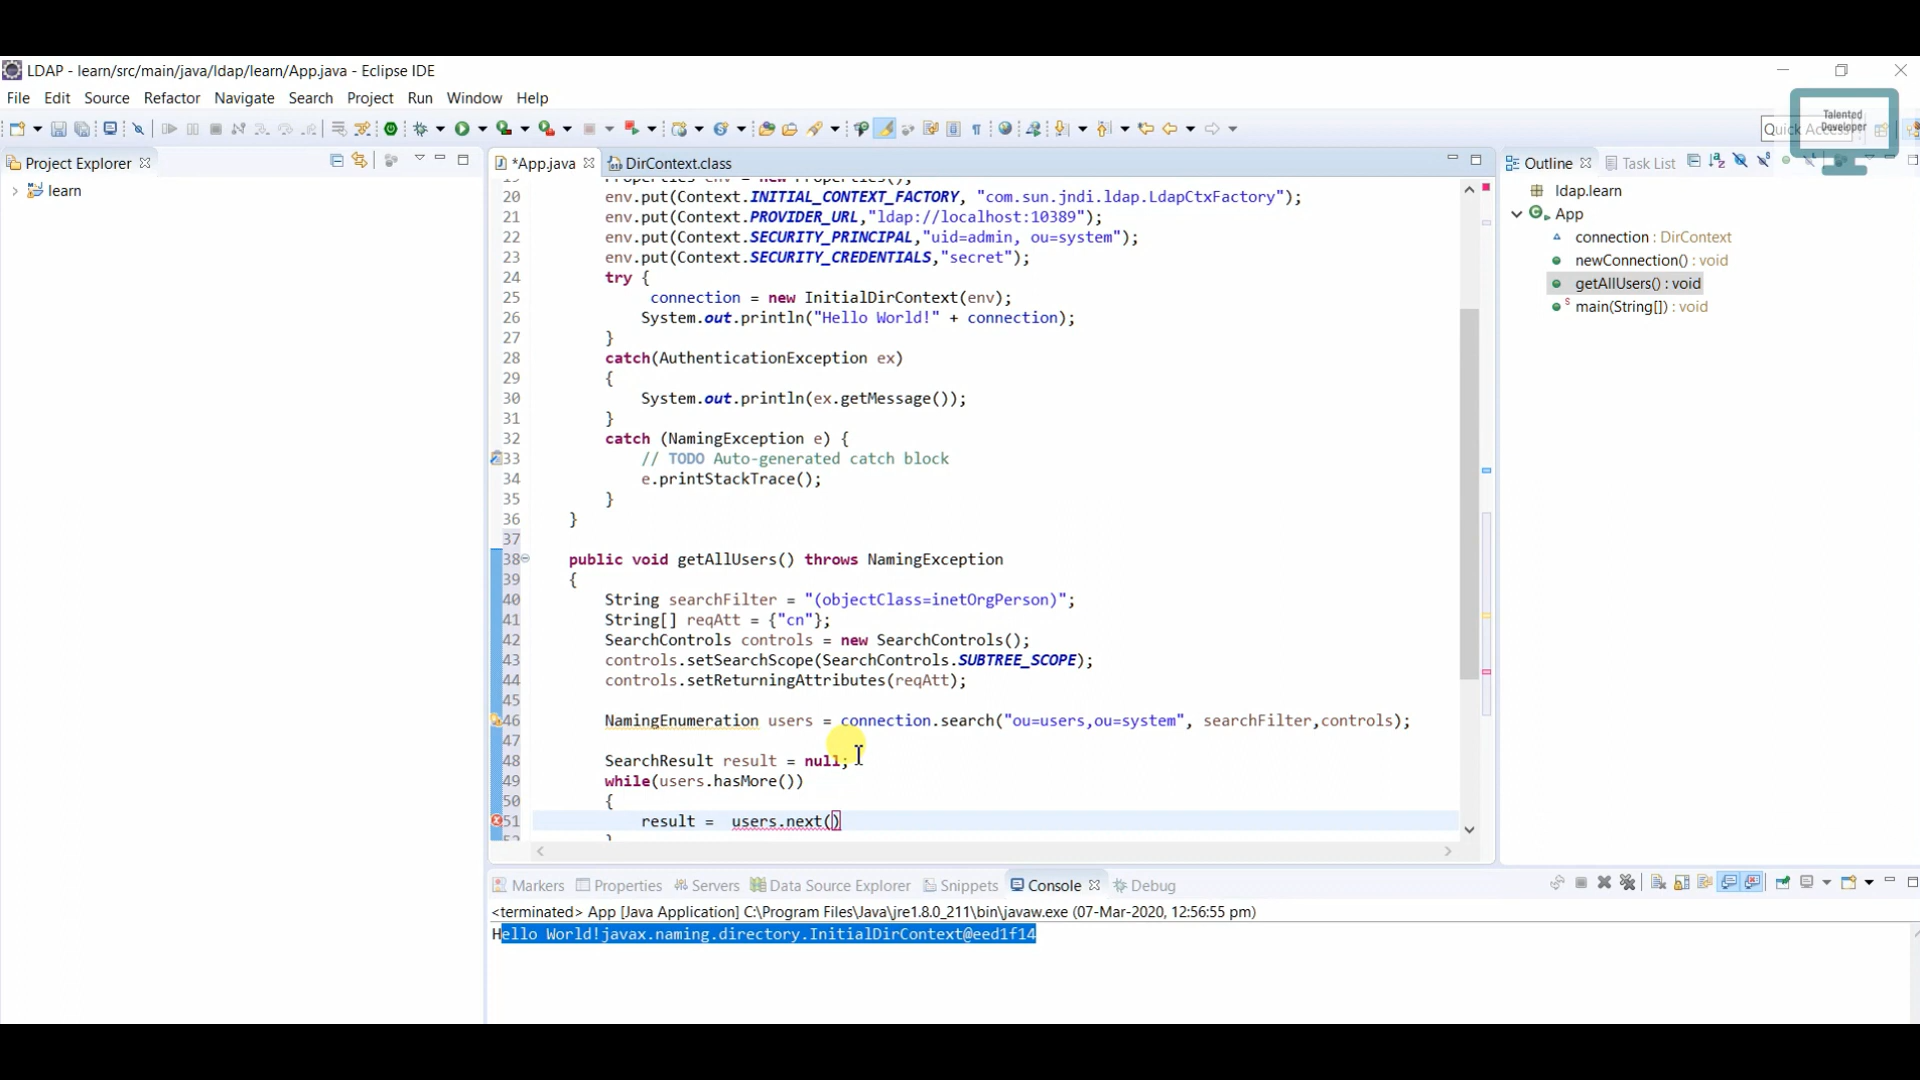 LDAP - learn/src/main/java/ldap/learn/App.java - Eclipse IDE
File Edit Source Refactor Navigate Search Project Run Window Help
Talented
Developer
Quick Access
Project Explorer
*App.java
DirContext.class
Outline
Task List
learn
ldap.learn
App
connection : DirContext
newConnection() : void
getAllUsers() : void
main(String[]) : void
19 Properties env = new Properties();
20 env.put(Context.INITIAL_CONTEXT_FACTORY, "com.sun.jndi.ldap.LdapCtxFactory");
21 env.put(Context.PROVIDER_URL,"ldap://localhost:10389");
22 env.put(Context.SECURITY_PRINCIPAL,"uid=admin, ou=system");
23 env.put(Context.SECURITY_CREDENTIALS,"secret");
24 try {
25 connection = new InitialDirContext(env);
26 System.out.println("Hello World!" + connection);
27 }
28 catch(AuthenticationException ex)
29 {
30 System.out.println(ex.getMessage());
31 }
32 catch (NamingException e) {
33 // TODO Auto-generated catch block
34 e.printStackTrace();
35 }
36 }
37
38 public void getAllUsers() throws NamingException
39 {
40 String searchFilter = "(objectClass=inetOrgPerson)";
41 String[] reqAtt = {"cn"};
42 SearchControls controls = new SearchControls();
43 controls.setSearchScope(SearchControls.SUBTREE_SCOPE);
44 controls.setReturningAttributes(reqAtt);
45
46 NamingEnumeration users = connection.search("ou=users,ou=system", searchFilter,controls);
47
48 SearchResult result = null;
49 while(users.hasMore())
50 {
51 result =  users.next()
52 }
Markers Properties Servers Data Source Explorer Snippets Console Debug
<terminated> App [Java Application] C:\Program Files\Java\jre1.8.0_211\bin\javaw.exe (07-Mar-2020, 12:56:55 pm)
Hello World!javax.naming.directory.InitialDirContext@eed1f14